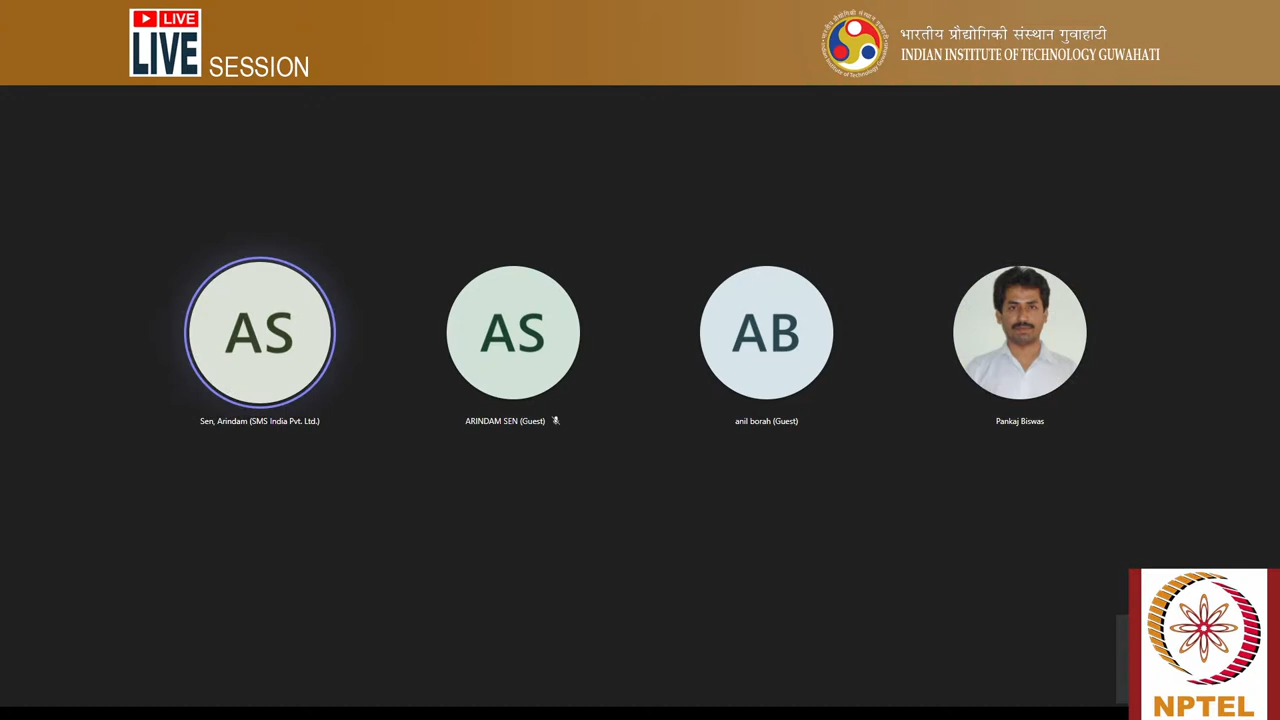 LIVE
LIVE SESSION
भारतीय प्रौद्योगिकी संस्थान गुवाहाटी
INDIAN INSTITUTE OF TECHNOLOGY GUWAHATI
AS
AS
AB
Sen, Arindam (SMS India Pvt. Ltd.)
ARINDAM SEN (Guest)
anil borah (Guest)
Pankaj Biswas
NPTEL